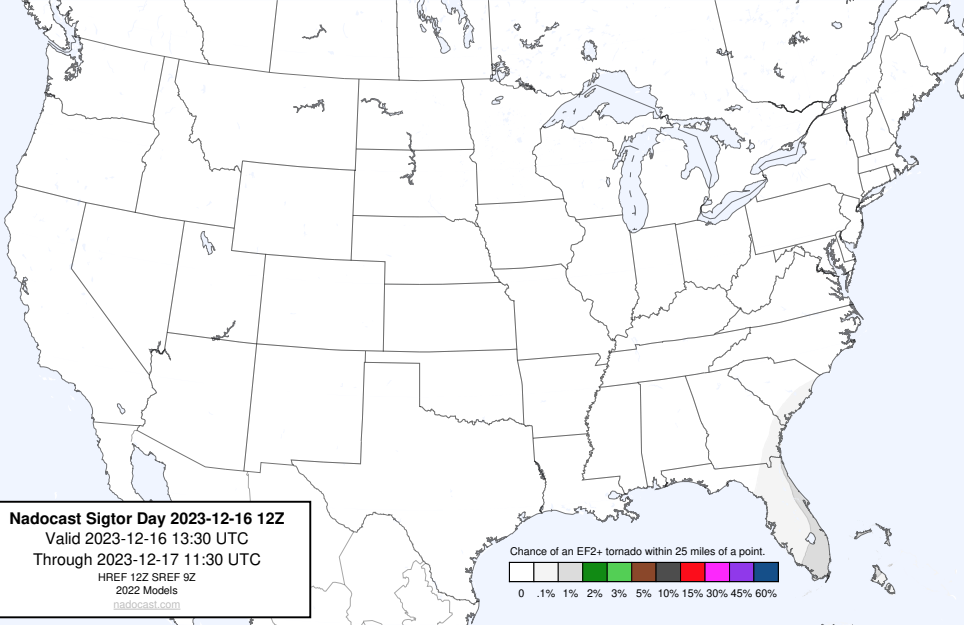 Nadocast Sigtor Day 2023-12-16 12Z
Valid 2023-12-16 13:30 UTC
Through 2023-12-17 11:30 UTC
HREF 12Z SREF 9Z
2022 Models
nadocast.com
Chance of an EF2+ tornado within 25 miles of a point.
0 .1% 1% 2% 3% 5% 10% 15% 30% 45% 60%